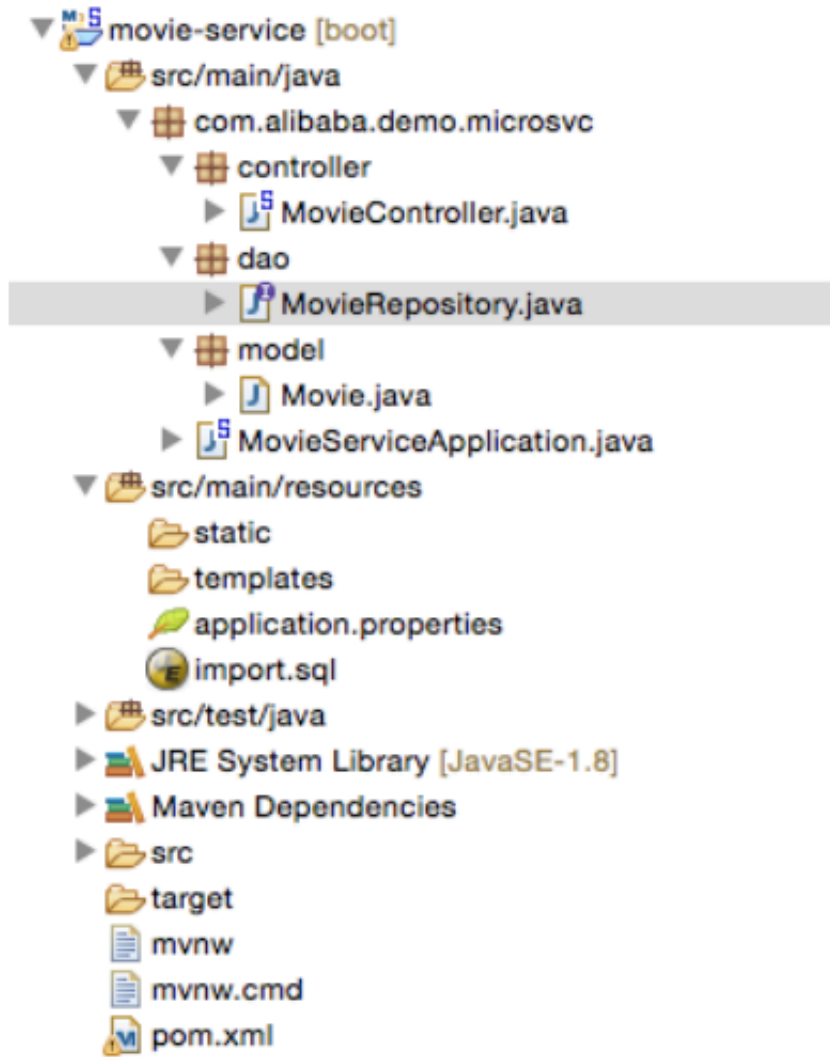 movie-service [boot]
src/main/java
com.alibaba.demo.microsvc
controller
MovieController.java
dao
MovieRepository.java
model
Movie.java
MovieServiceApplication.java
src/main/resources
static
templates
application.properties
import.sql
src/test/java
JRE System Library [JavaSE-1.8]
Maven Dependencies
src
target
mvnw
mvnw.cmd
pom.xml